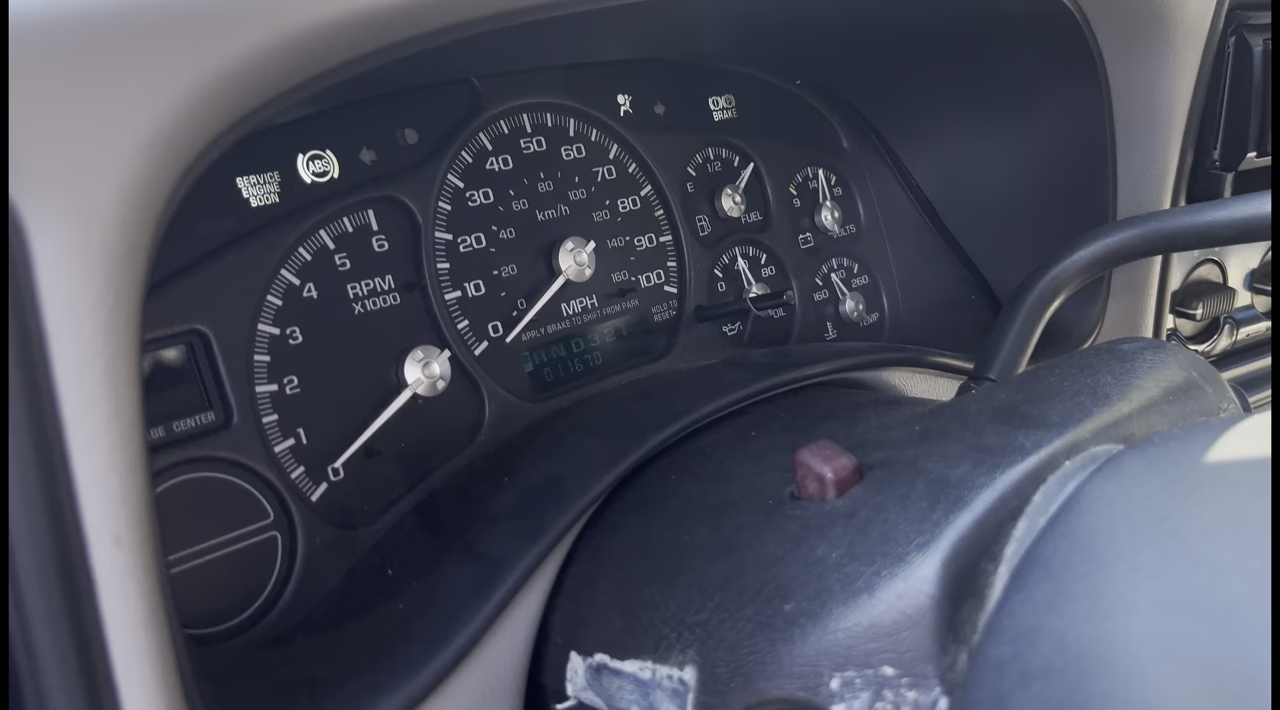 SERVICE
ENGINE
SOON
ABS
BRAKE
1 2 3 4 5 6
RPM
X1000
0 10 20 30 40 50 60 70 80 90 100
0 20 40 60 80 100 120 140 160
km/h
MPH
APPLY BRAKE TO SHIFT FROM PARK
HOLD TO
RESET
01167
E 1/2
FUEL
9 14 19
VOLTS
0 40 80
OIL
160 210 260
TEMP
GE CENTER